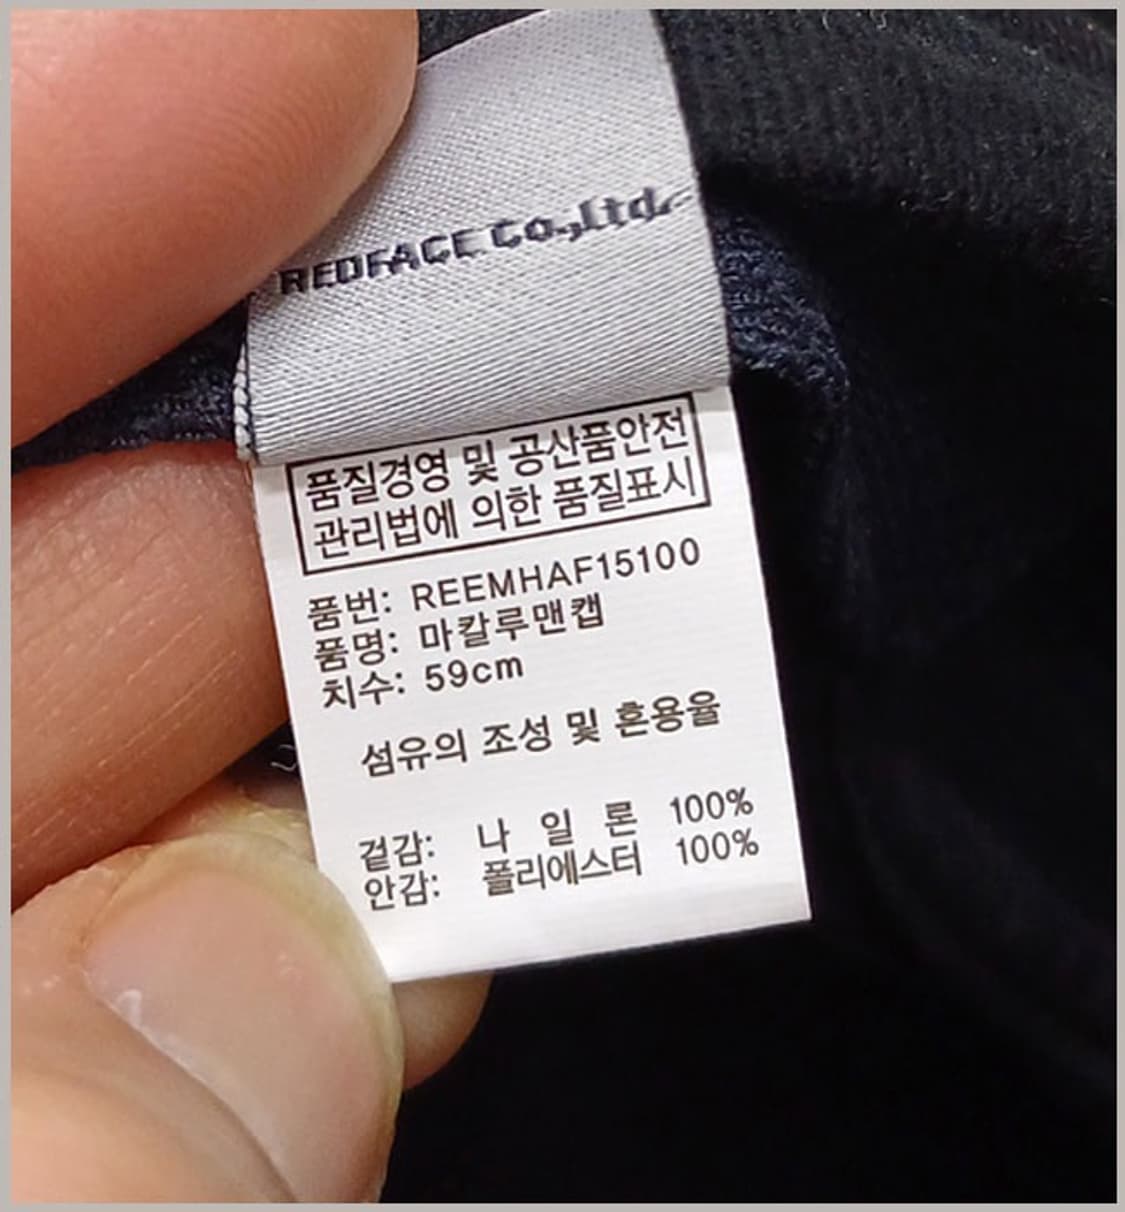 REDFACE Co.,Ltd.
품질경영 및 공산품안전
관리법에 의한 품질표시
품번: REEMHAF15100
품명: 마칼루맨캡
치수: 59cm
섬유의 조성 및 혼용율
겉감: 나 일 론 100%
안감: 폴리에스터 100%